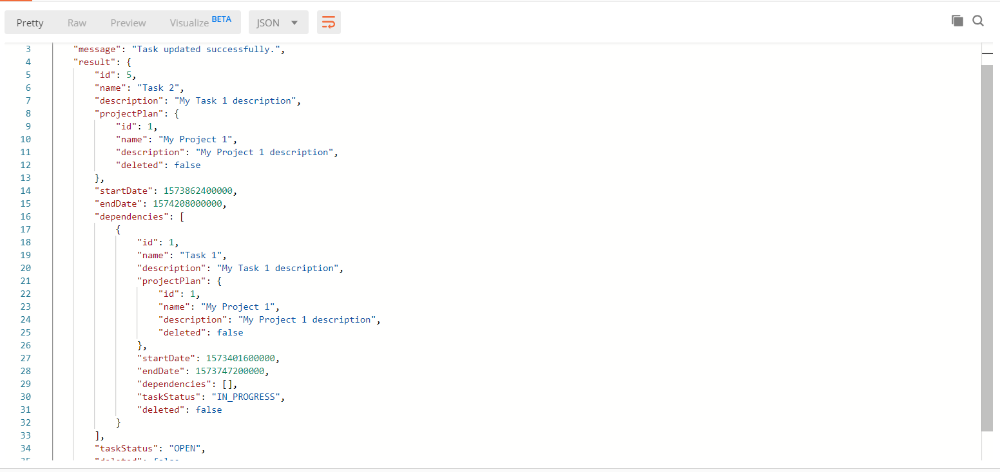 Pretty Raw Preview Visualize BETA JSON
3 "message": "Task updated successfully.",
4 "result": {
5 "id": 5,
6 "name": "Task 2",
7 "description": "My Task 1 description",
8 "projectPlan": {
9 "id": 1,
10 "name": "My Project 1",
11 "description": "My Project 1 description",
12 "deleted": false
13 },
14 "startDate": 1573862400000,
15 "endDate": 1574208000000,
16 "dependencies": [
17 {
18 "id": 1,
19 "name": "Task 1",
20 "description": "My Task 1 description",
21 "projectPlan": {
22 "id": 1,
23 "name": "My Project 1",
24 "description": "My Project 1 description",
25 "deleted": false
26 },
27 "startDate": 1573401600000,
28 "endDate": 1573747200000,
29 "dependencies": [],
30 "taskStatus": "IN_PROGRESS",
31 "deleted": false
32 }
33 ],
34 "taskStatus": "OPEN",
35 "deleted": false